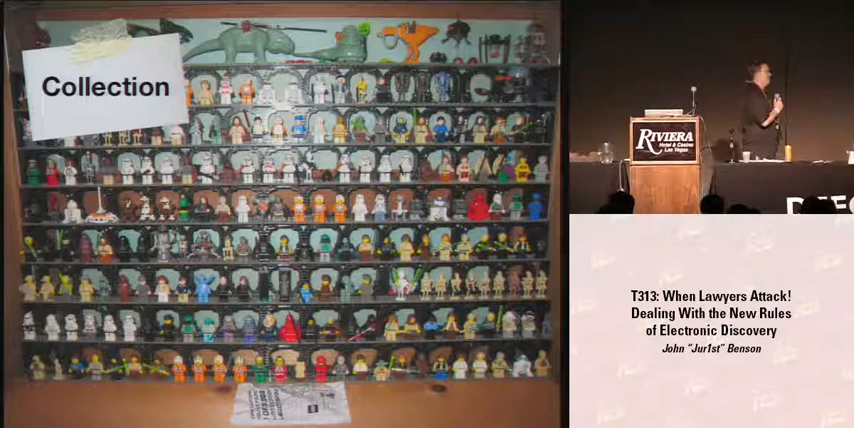 Collection
RIVIERA
Hotel & Casino
Las Vegas
T313: When Lawyers Attack!
Dealing With the New Rules
of Electronic Discovery
John "Jur1st" Benson